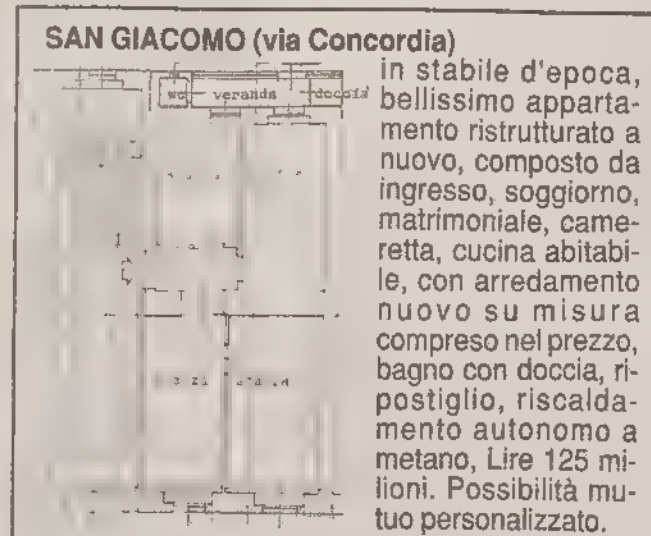 SAN GIACOMO (via Concordia)
wc veranda doccia
in stabile d'epoca,
bellissimo apparta-
mento ristrutturato a
nuovo, composto da
ingresso, soggiorno,
matrimoniale, came-
retta, cucina abitabi-
le, con arredamento
nuovo su misura
compreso nel prezzo,
bagno con doccia, ri-
postiglio, riscalda-
mento autonomo a
metano, Lire 125 mi-
lioni. Possibilità mu-
tuo personalizzato.